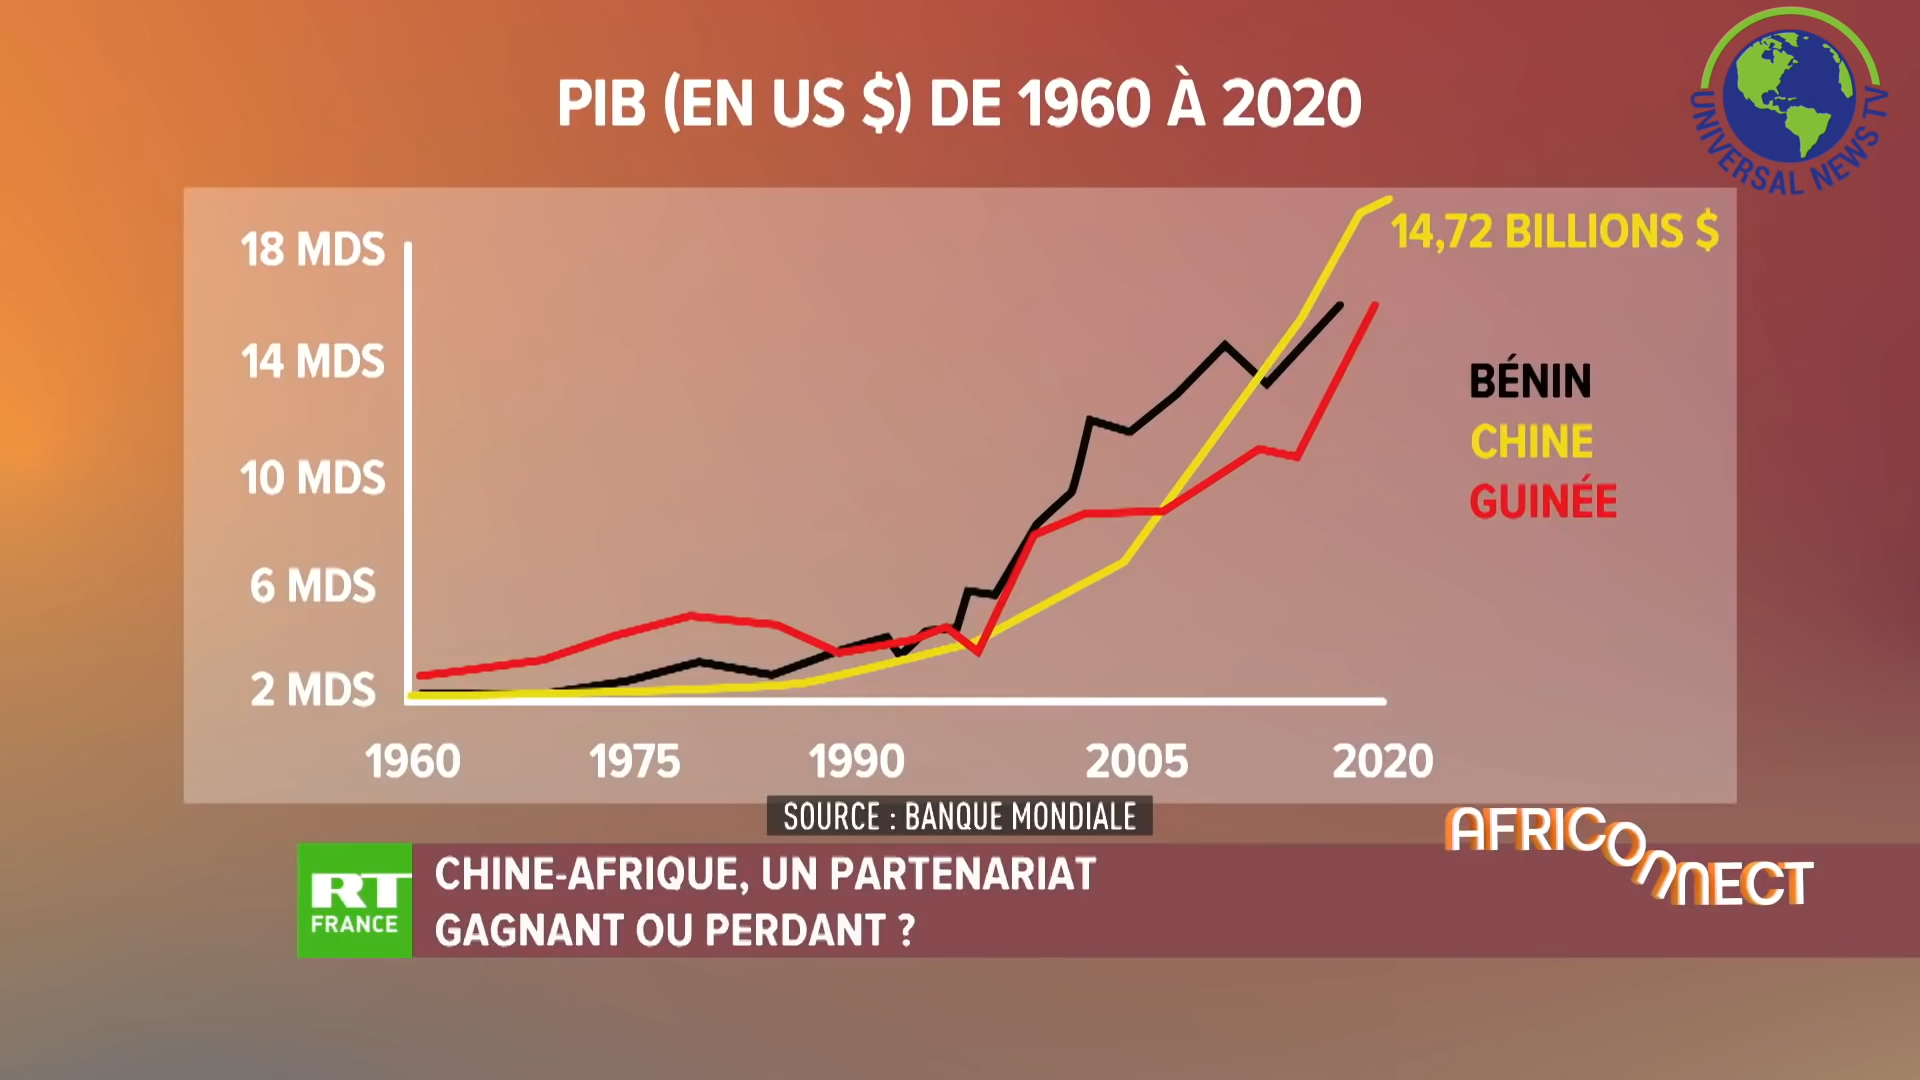 PIB (EN US $) DE 1960 À 2020
UNIVERSAL NEWS TV
18 MDS
14 MDS
10 MDS
6 MDS
2 MDS
14,72 BILLIONS $
BÉNIN
CHINE
GUINÉE
1960 1975 1990 2005 2020
SOURCE : BANQUE MONDIALE
AFRICONNECT
RT
FRANCE
CHINE-AFRIQUE, UN PARTENARIAT
GAGNANT OU PERDANT ?